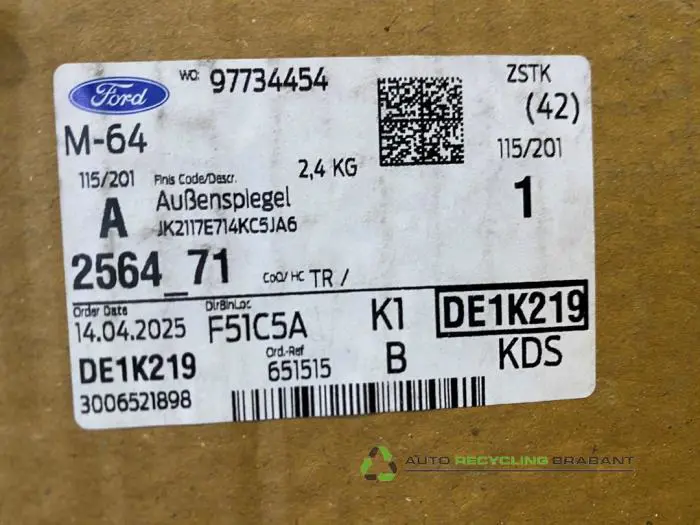 Ford
WO: 97734454
ZSTK
(42)
M-64
115/201
115/201
Finis Code/Descr.
2,4 KG
A
Außenspiegel
JK2117E714KC5JA6
1
2564_71
CoO/ HC TR /
Order Date
DlrBinLoc
14.04.2025
F51C5A
K1
DE1K219
DE1K219
Ord.-Ref
651515
B
KDS
3006521898
AUTO RECYCLING BRABANT